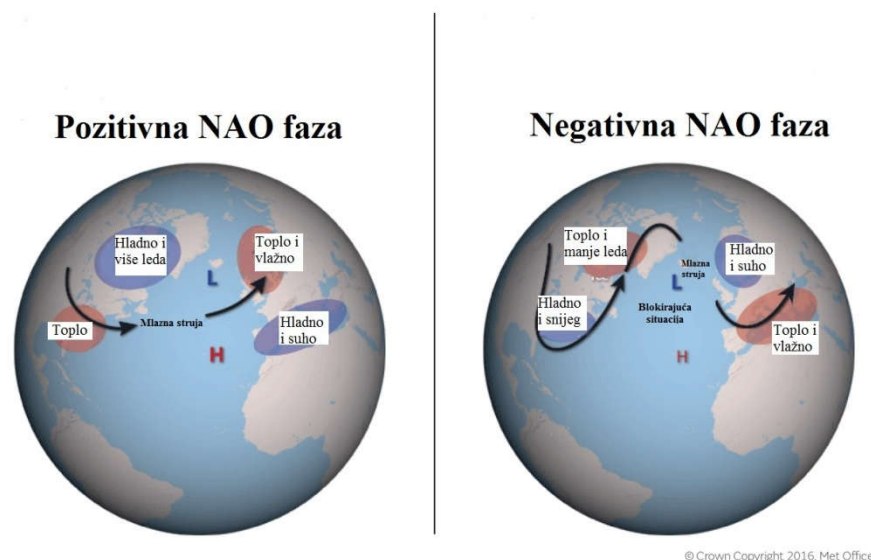 Pozitivna NAO faza
Hladno i
više leda
Toplo i
vlažno
L
Toplo
Mlazna struja
Hladno
i suho
H
Negativna NAO faza
Toplo i
manje leda
Hladno
i suho
Mlazna
struja
L
Hladno
i snijeg
Blokirajuća
situacija
Toplo i
vlažno
H
© Crown Copyright 2016, Met Office